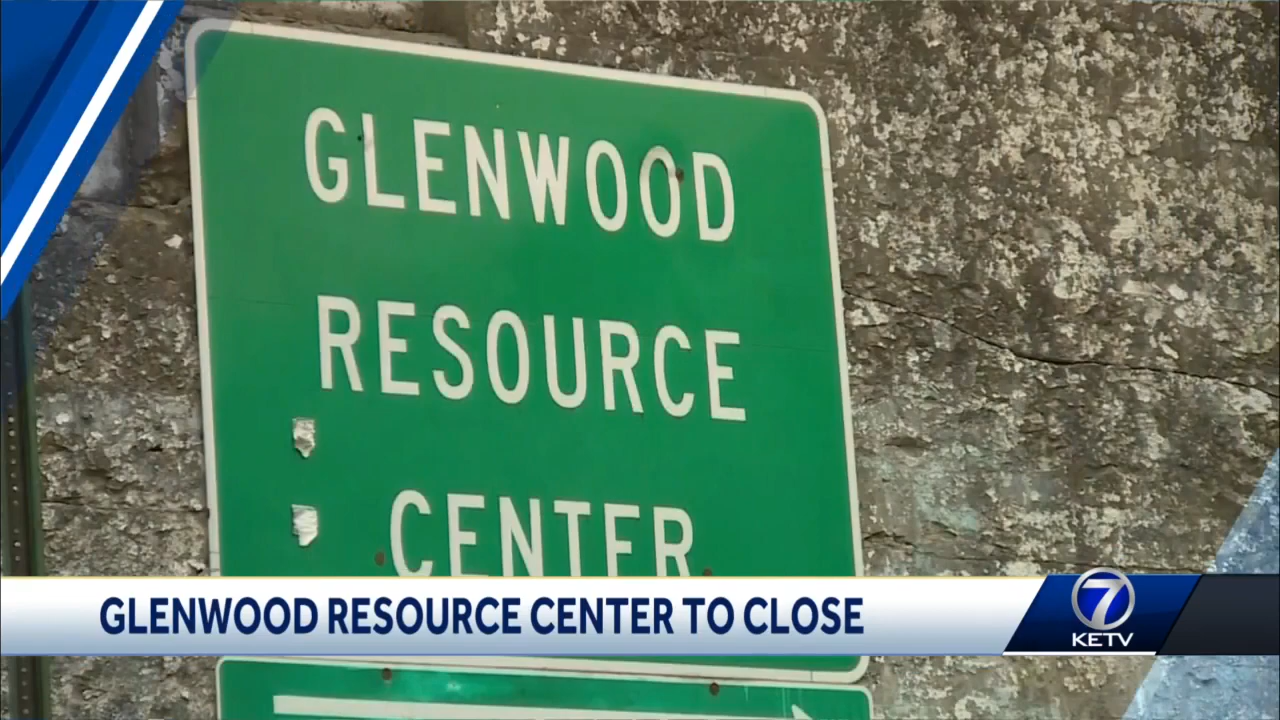 GLENWOOD
RESOURCE
CENTER
GLENWOOD RESOURCE CENTER TO CLOSE
7
KETV